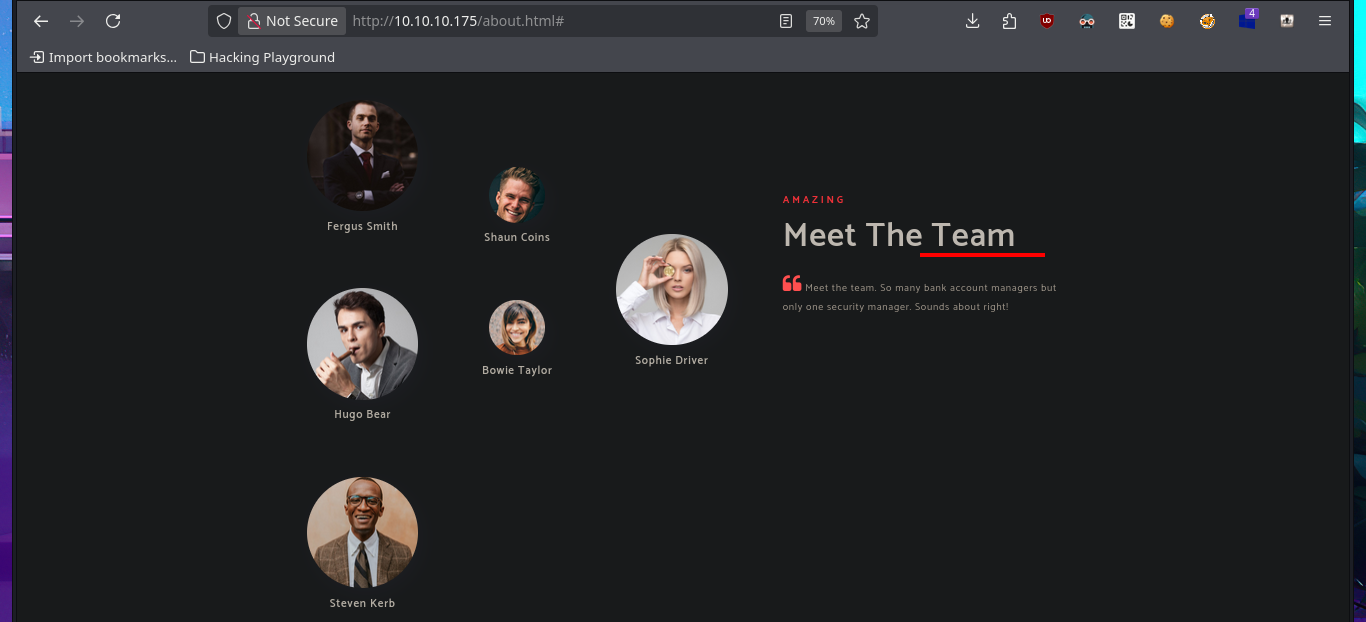 Not Secure
http://10.10.10.175/about.html#
70%
4
Import bookmarks...
Hacking Playground
Fergus Smith
Shaun Coins
Sophie Driver
Hugo Bear
Bowie Taylor
Steven Kerb
AMAZING
Meet The Team
Meet the team. So many bank account managers but
only one security manager. Sounds about right!